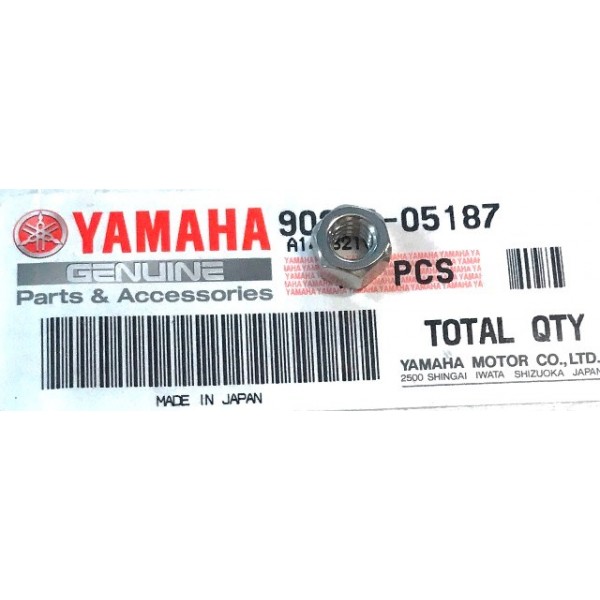 YAMAHA 90 -05187
GENUINE
Parts & Accessories
PCS
TOTAL QTY
YAMAHA MOTOR CO.,LTD.
2500 SHINGAI IWATA SHIZUOKA JAPAN
MADE IN JAPAN